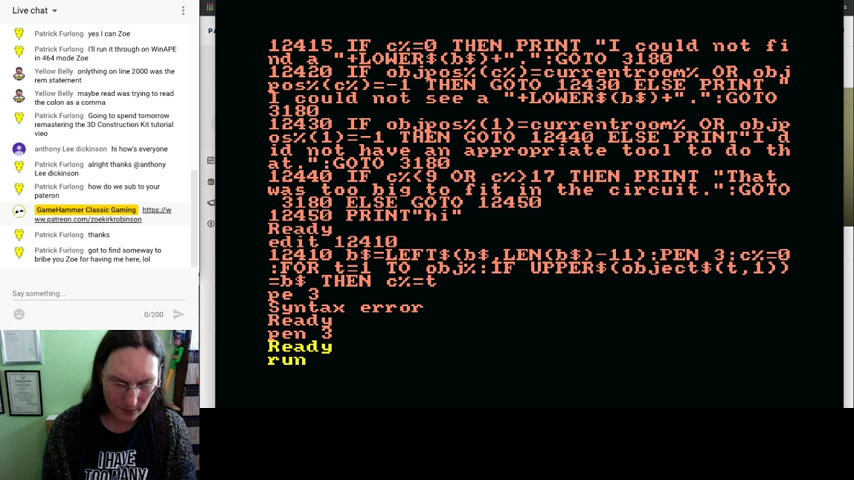 Live chat
Patrick Furlong yes I can Zoe
Patrick Furlong I'll run it through on WinAPE
in 464 mode Zoe
Yellow Belly onlything on line 2000 was the
rem statement
Yellow Belly maybe read was trying to read
the colon as a comma
Patrick Furlong Going to spend tomorrow
remastering the 3D Construction Kit tutorial
vieo
anthony Lee dickinson hi how's everyone
Patrick Furlong alright thanks @anthony
Lee dickinson
Patrick Furlong how do we sub to your
pateron
GameHammer Classic Gaming https://w
ww.patreon.com/zoekirkrobinson
Patrick Furlong thanks
Patrick Furlong got to find someway to
bribe you Zoe for having me here, lol
Say something...
0/200
I HAVE
TOO MANY
12415 IF c%=0 THEN PRINT "I could not fi
nd a "+LOWER$(b$)+".":GOTO 3180
12420 IF objpos%(c%)=currentroom% OR obj
pos%(c%)=-1 THEN GOTO 12430 ELSE PRINT "
I could not see a "+LOWER$(b$)+".":GOTO
3180
12430 IF objpos%(1)=currentroom% OR objp
os%(1)=-1 THEN GOTO 12440 ELSE PRINT"I d
id not have an appropriate tool to do th
at.":GOTO 3180
12440 IF c%<9 OR c%>17 THEN PRINT "That
was too big to fit in the circuit.":GOTO
3180 ELSE GOTO 12450
12450 PRINT"hi"
Ready
edit 12410
12410 b$=LEFT$(b$,LEN(b$)-11):PEN 3:c%=0
:FOR t=1 TO obj%:IF UPPER$(object$(t,1))
=b$ THEN c%=t
pe 3
Syntax error
Ready
pen 3
Ready
run